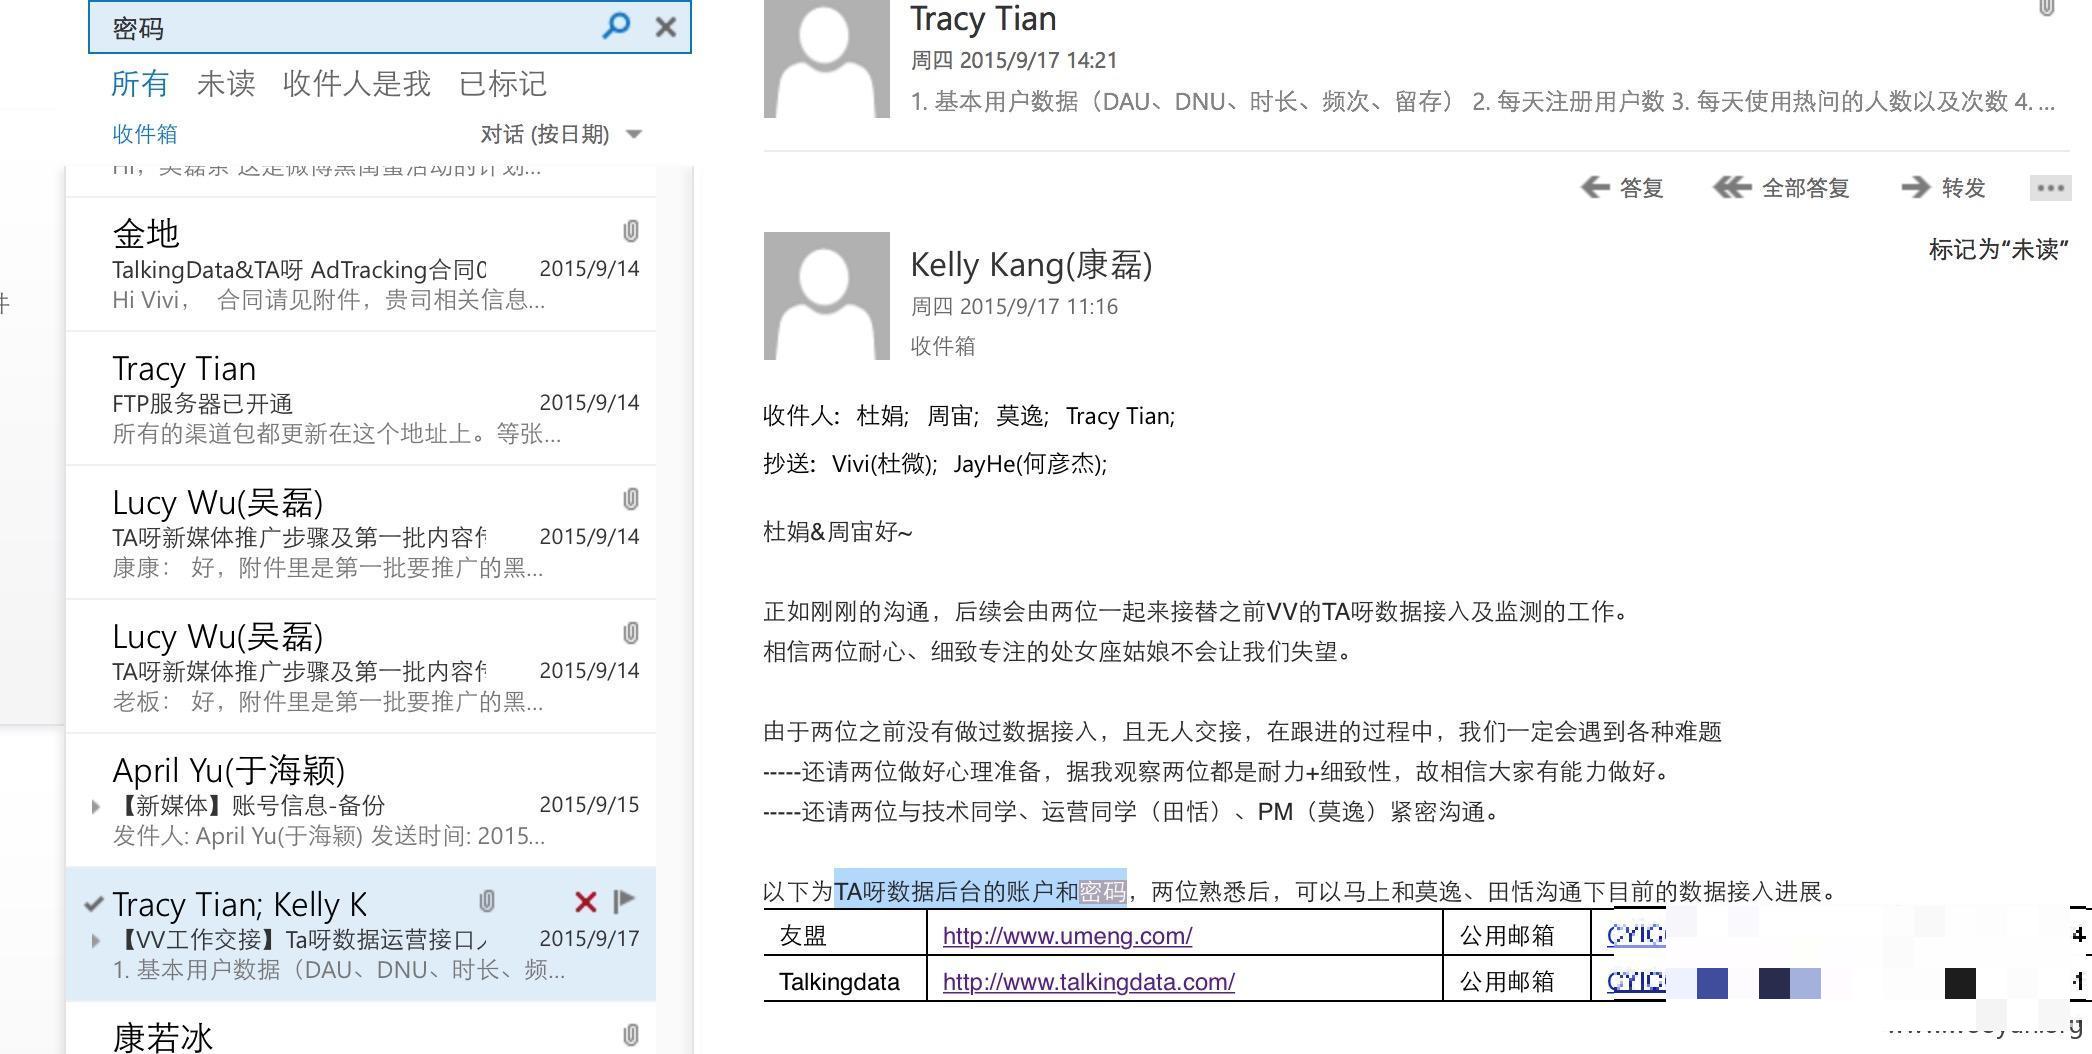 密码
所有 未读 收件人是我 已标记
收件箱 对话 (按日期)
金地
TalkingData&TA呀 AdTracking合同 2015/9/14
Hi Vivi， 合同请见附件，贵司相关信息...
Tracy Tian
FTP服务器已开通 2015/9/14
所有的渠道包都更新在这个地址上。等张...
Lucy Wu(吴磊)
TA呀新媒体推广步骤及第一批内容 2015/9/14
康康： 好，附件里是第一批要推广的黑...
Lucy Wu(吴磊)
TA呀新媒体推广步骤及第一批内容 2015/9/14
老板： 好，附件里是第一批要推广的黑...
April Yu(于海颖)
【新媒体】账号信息-备份 2015/9/15
发件人: April Yu(于海颖) 发送时间: 2015...
Tracy Tian; Kelly K
【VV工作交接】Ta呀数据运营接口 2015/9/17
1. 基本用户数据（DAU、DNU、时长、频...
康若冰
Tracy Tian
周四 2015/9/17 14:21
1. 基本用户数据（DAU、DNU、时长、频次、留存） 2. 每天注册用户数 3. 每天使用热问的人数以及次数 4. ...
答复 全部答复 转发
标记为“未读”
Kelly Kang(康磊)
周四 2015/9/17 11:16
收件箱
收件人: 杜娟; 周宙; 莫逸; Tracy Tian;
抄送: Vivi(杜微); JayHe(何彦杰);
杜娟&周宙好~
正如刚刚的沟通，后续会由两位一起来接替之前VV的TA呀数据接入及监测的工作。
相信两位耐心、细致专注的处女座姑娘不会让我们失望。
由于两位之前没有做过数据接入，且无人交接，在跟进的过程中，我们一定会遇到各种难题
-----还请两位做好心理准备，据我观察两位都是耐力+细致性，故相信大家有能力做好。
-----还请两位与技术同学、运营同学（田恬）、PM（莫逸）紧密沟通。
以下为TA呀数据后台的账户和密码，两位熟悉后，可以马上和莫逸、田恬沟通下目前的数据接入进展。
友盟 http://www.umeng.com/ 公用邮箱 4
Talkingdata http://www.talkingdata.com/ 公用邮箱 1